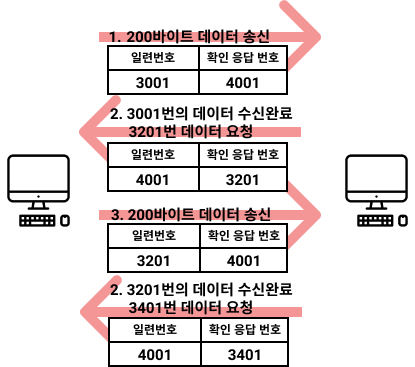 1. 200바이트 데이터 송신
일련번호 확인 응답 번호
3001 4001
2. 3001번의 데이터 수신완료
3201번 데이터 요청
일련번호 확인 응답 번호
4001 3201
3. 200바이트 데이터 송신
일련번호 확인 응답 번호
3201 4001
2. 3201번의 데이터 수신완료
3401번 데이터 요청
일련번호 확인 응답 번호
4001 3401